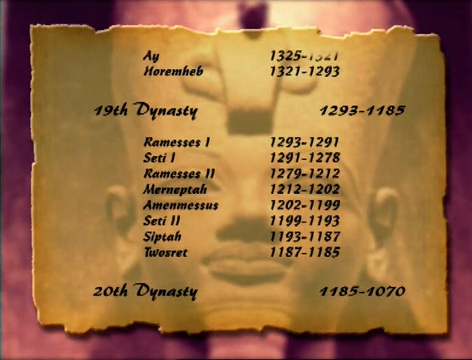 Ay 1325-1321
Horemheb 1321-1293
19th Dynasty 1293-1185
Ramesses I 1293-1291
Seti I 1291-1278
Ramesses II 1279-1212
Merneptah 1212-1202
Amenmessus 1202-1199
Seti II 1199-1193
Siptah 1193-1187
Twosret 1187-1185
20th Dynasty 1185-1070